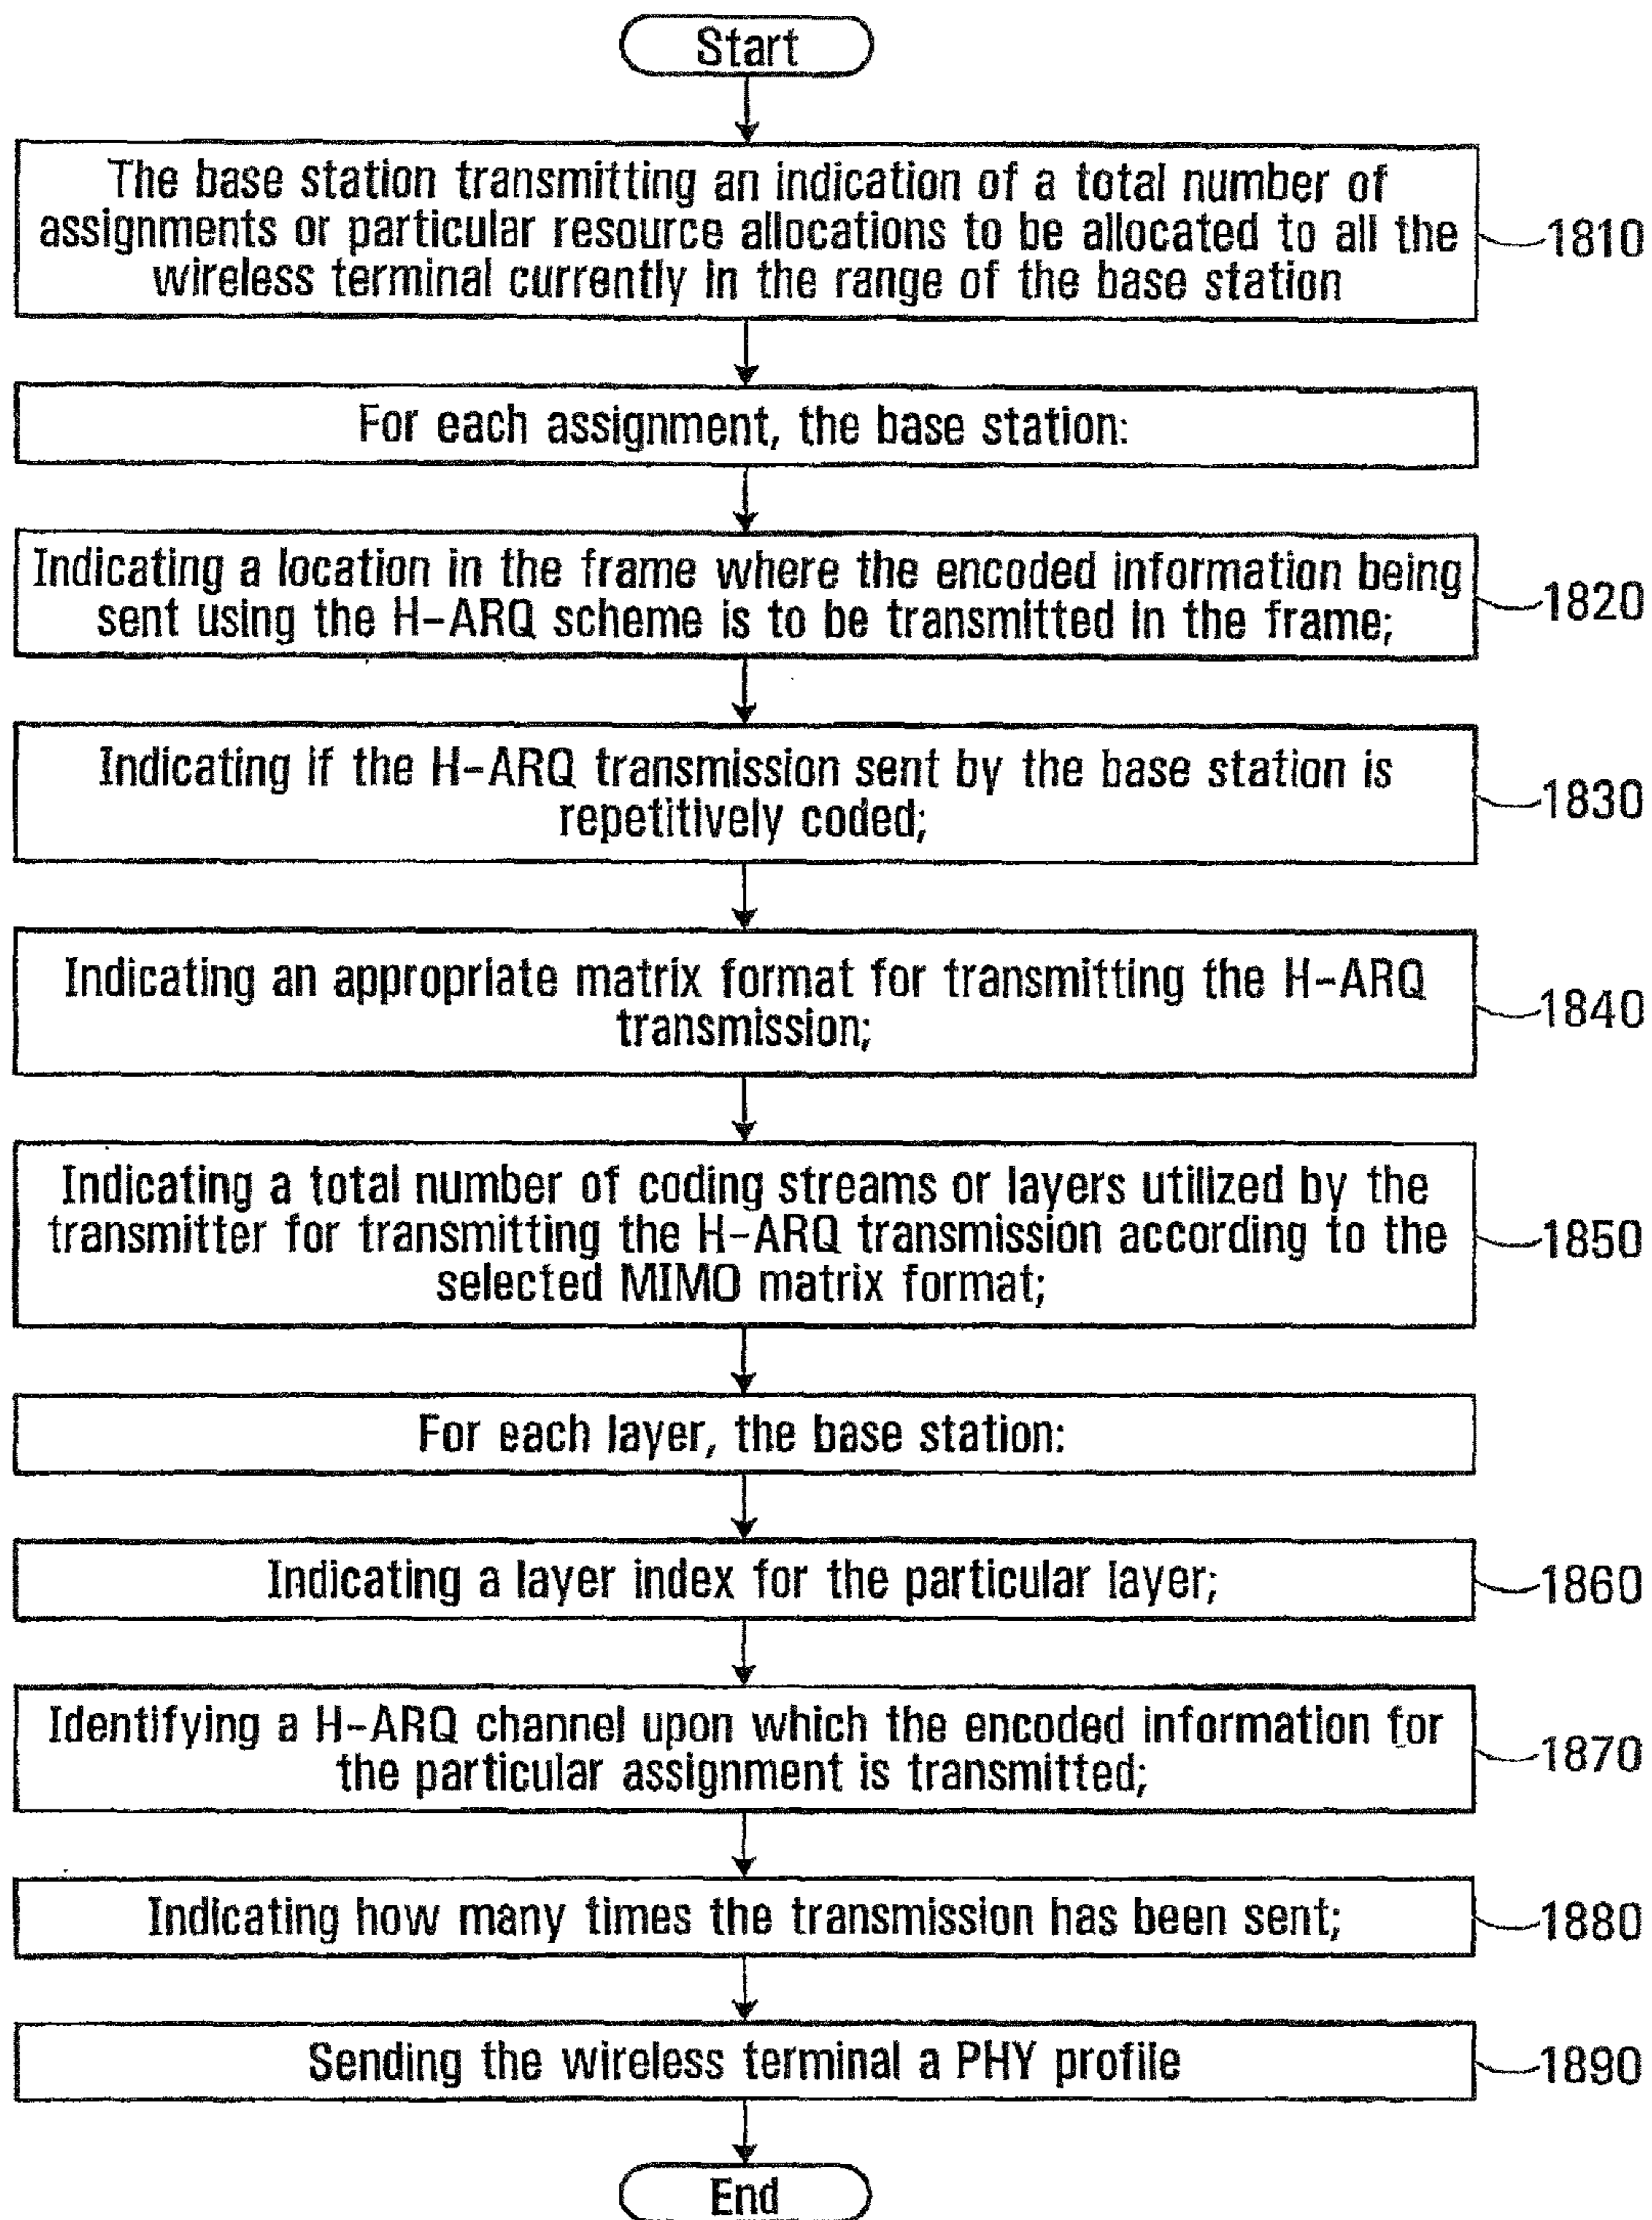 Start
The base station transmitting an indication of a total number of
assignments or particular resource allocations to be allocated to all the
wireless terminal currently in the range of the base station
1810
For each assignment, the base station:
Indicating a location in the frame where the encoded information being
sent using the H-ARQ scheme is to be transmitted in the frame;
1820
Indicating if the H-ARQ transmission sent by the base station is
repetitively coded;
1830
Indicating an appropriate matrix format for transmitting the H-ARQ
transmission;
1840
Indicating a total number of coding streams or layers utilized by the
transmitter for transmitting the H-ARQ transmission according to the
selected MIMO matrix format;
1850
For each layer, the base station:
Indicating a layer index for the particular layer;
1860
Identifying a H-ARQ channel upon which the encoded information for
the particular assignment is transmitted;
1870
Indicating how many times the transmission has been sent;
1880
Sending the wireless terminal a PHY profile
1890
End